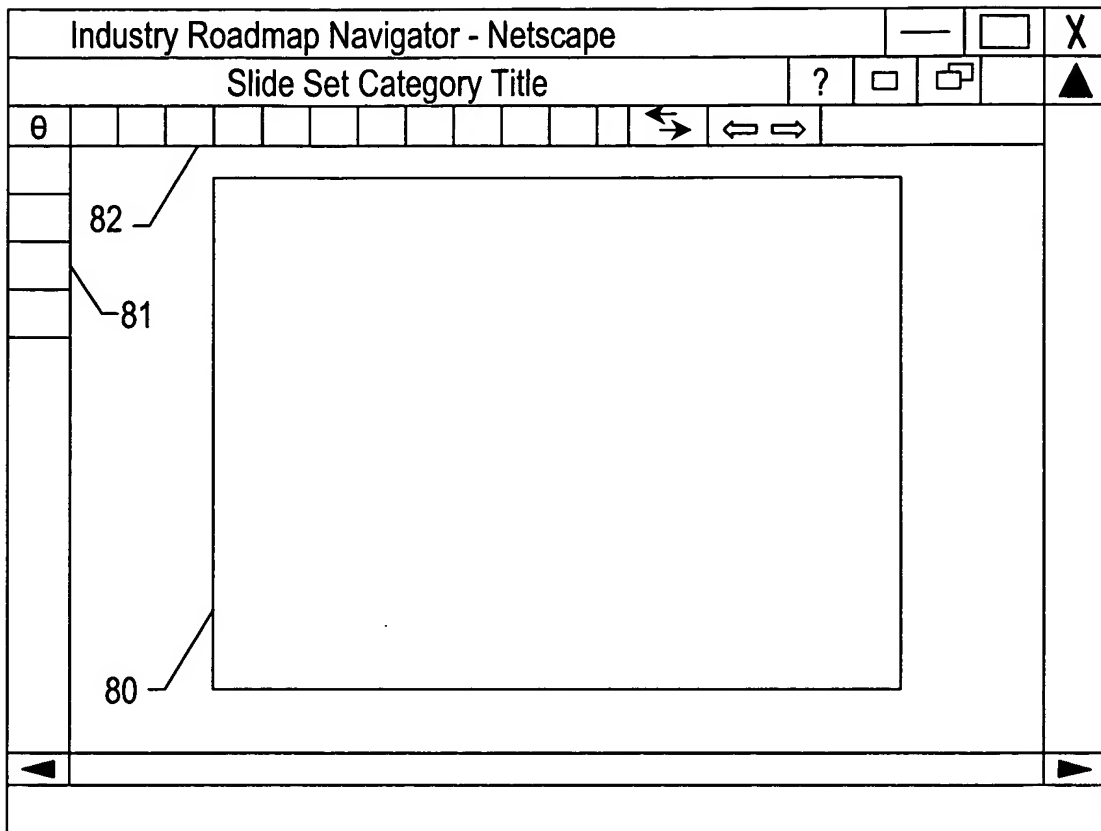 Industry Roadmap Navigator - Netscape
X
Slide Set Category Title
?
θ
82
81
80